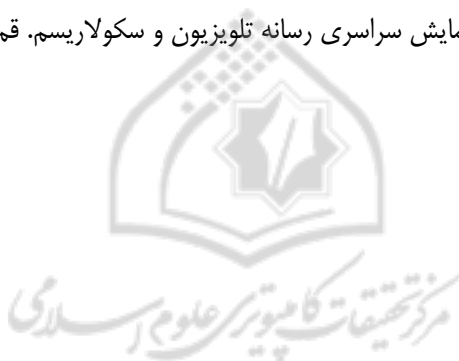 مایش سراسری رسانه تلویزیون و سکولاریسم. قم
مرکز تحقیقات کامپیوتری علوم اسلامی